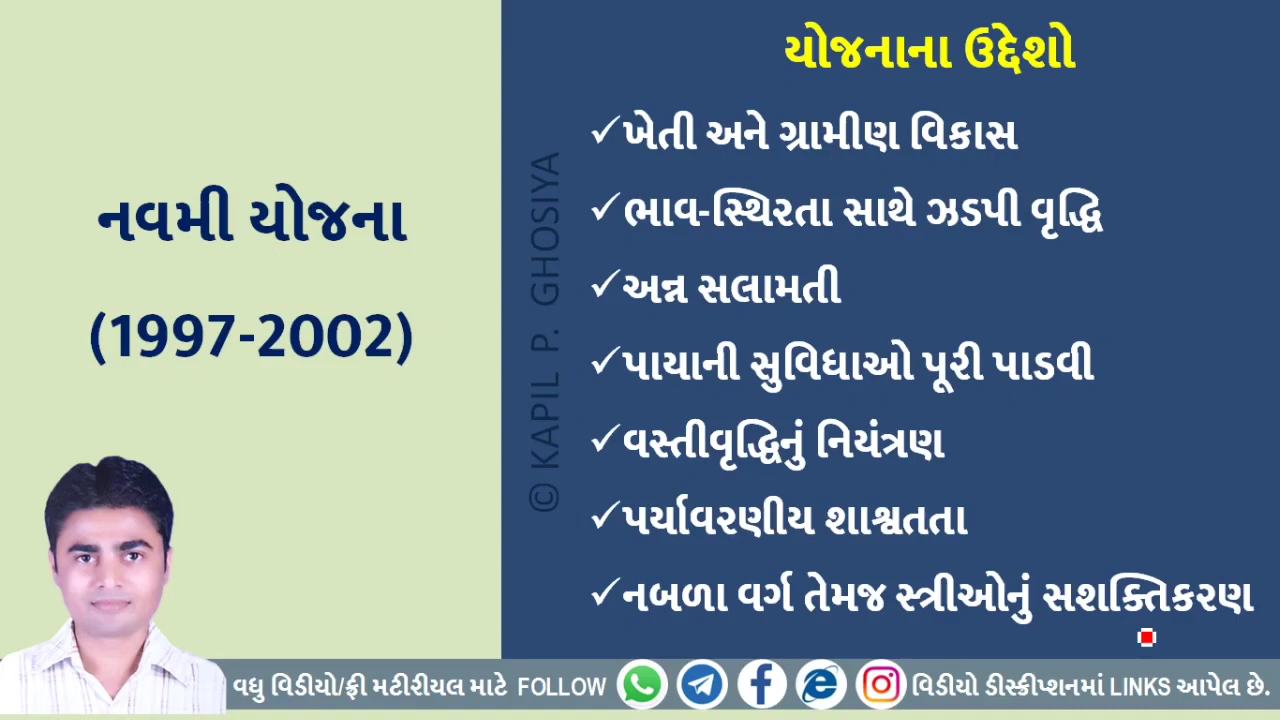 નવમી યોજના
(1997-2002)
© KAPIL P. GHOSIYA
યોજનાના ઉદ્દેશો
✓ખેતી અને ગ્રામીણ વિકાસ
✓ભાવ-સ્થિરતા સાથે ઝડપી વૃદ્ધિ
✓અન્ન સલામતી
✓પાયાની સુવિધાઓ પૂરી પાડવી
✓વસ્તીવૃદ્ધિનું નિયંત્રણ
✓પર્યાવરણીય શાશ્વતતા
✓નબળા વર્ગ તેમજ સ્ત્રીઓનું સશક્તિકરણ
વધુ વિડીયો/ફ્રી મટીરીયલ માટે FOLLOW વિડીયો ડીસ્ક્રીપ્શનમાં LINKS આપેલ છે.